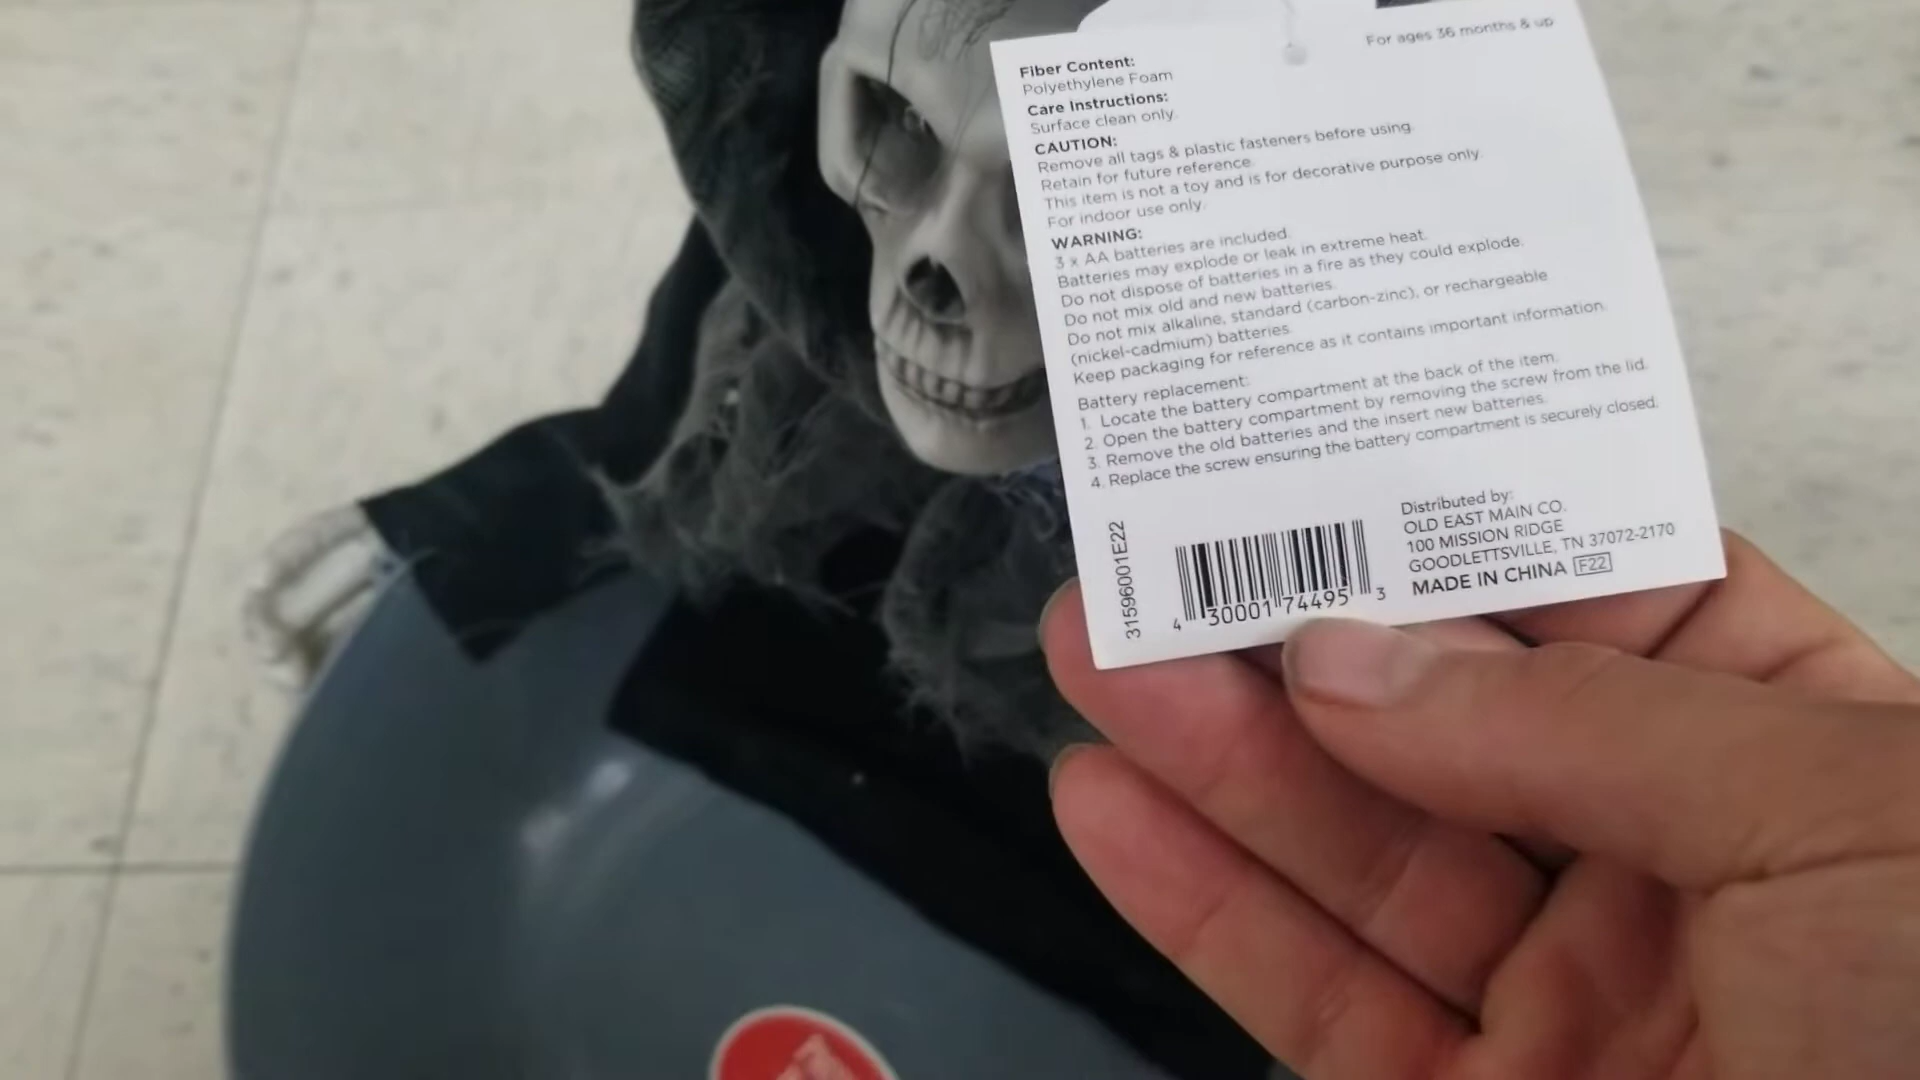 For ages 36 months & up
Fiber Content:
Polyethylene Foam
Care Instructions:
Surface clean only.
CAUTION:
Remove all tags & plastic fasteners before using.
Retain for future reference.
This item is not a toy and is for decorative purpose only.
For indoor use only.
WARNING:
3 x AA batteries are included.
Batteries may explode or leak in extreme heat.
Do not dispose of batteries in a fire as they could explode.
Do not mix old and new batteries.
Do not mix alkaline, standard (carbon-zinc), or rechargeable
(nickel-cadmium) batteries.
Keep packaging for reference as it contains important information.
Battery replacement:
1. Locate the battery compartment at the back of the item.
2. Open the battery compartment by removing the screw from the lid.
3. Remove the old batteries and the insert new batteries.
4. Replace the screw ensuring the battery compartment is securely closed.
31596001E22
4 30001 74495 3
Distributed by:
OLD EAST MAIN CO.
100 MISSION RIDGE
GOODLETTSVILLE, TN 37072-2170
MADE IN CHINA F22